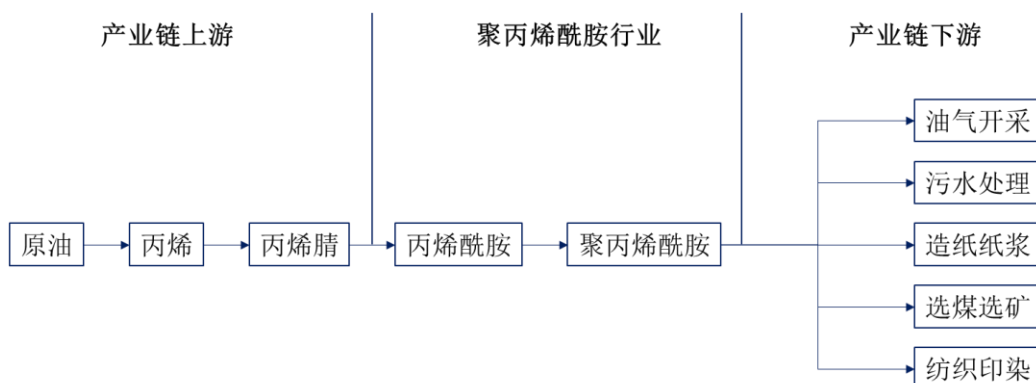 产业链上游
聚丙烯酰胺行业
产业链下游
油气开采
污水处理
原油
丙烯
丙烯腈
丙烯酰胺
聚丙烯酰胺
造纸纸浆
选煤选矿
纺织印染